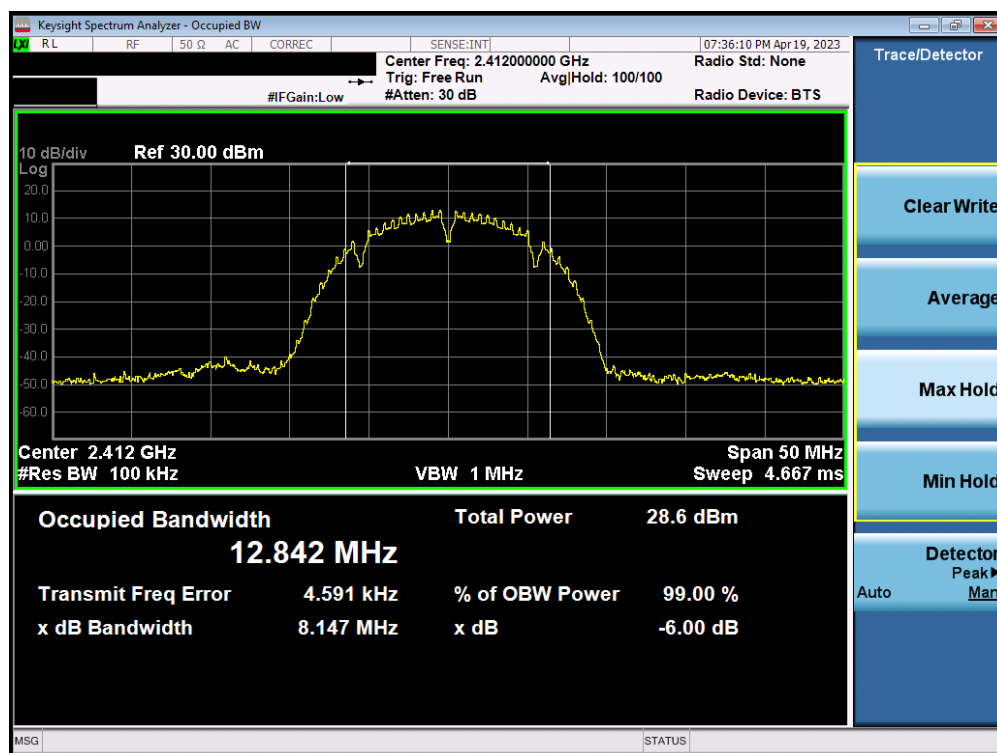 Keysight Spectrum Analyzer - Occupied BW
LXI RL RF 50 Ω AC CORREC SENSE:INT 07:36:10 PM Apr 19, 2023
Center Freq: 2.412000000 GHz Radio Std: None
Trig: Free Run Avg|Hold: 100/100
#IFGain:Low #Atten: 30 dB Radio Device: BTS
10 dB/div Ref 30.00 dBm
Log
20.0
10.0
0.00
-10.0
-20.0
-30.0
-40.0
-50.0
-60.0
Center 2.412 GHz Span 50 MHz
#Res BW 100 kHz VBW 1 MHz Sweep 4.667 ms
Occupied Bandwidth Total Power 28.6 dBm
12.842 MHz
Transmit Freq Error 4.591 kHz % of OBW Power 99.00 %
x dB Bandwidth 8.147 MHz x dB -6.00 dB
MSG STATUS
Trace/Detector
Clear Write
Average
Max Hold
Min Hold
Detector
Peak▶
Auto Man